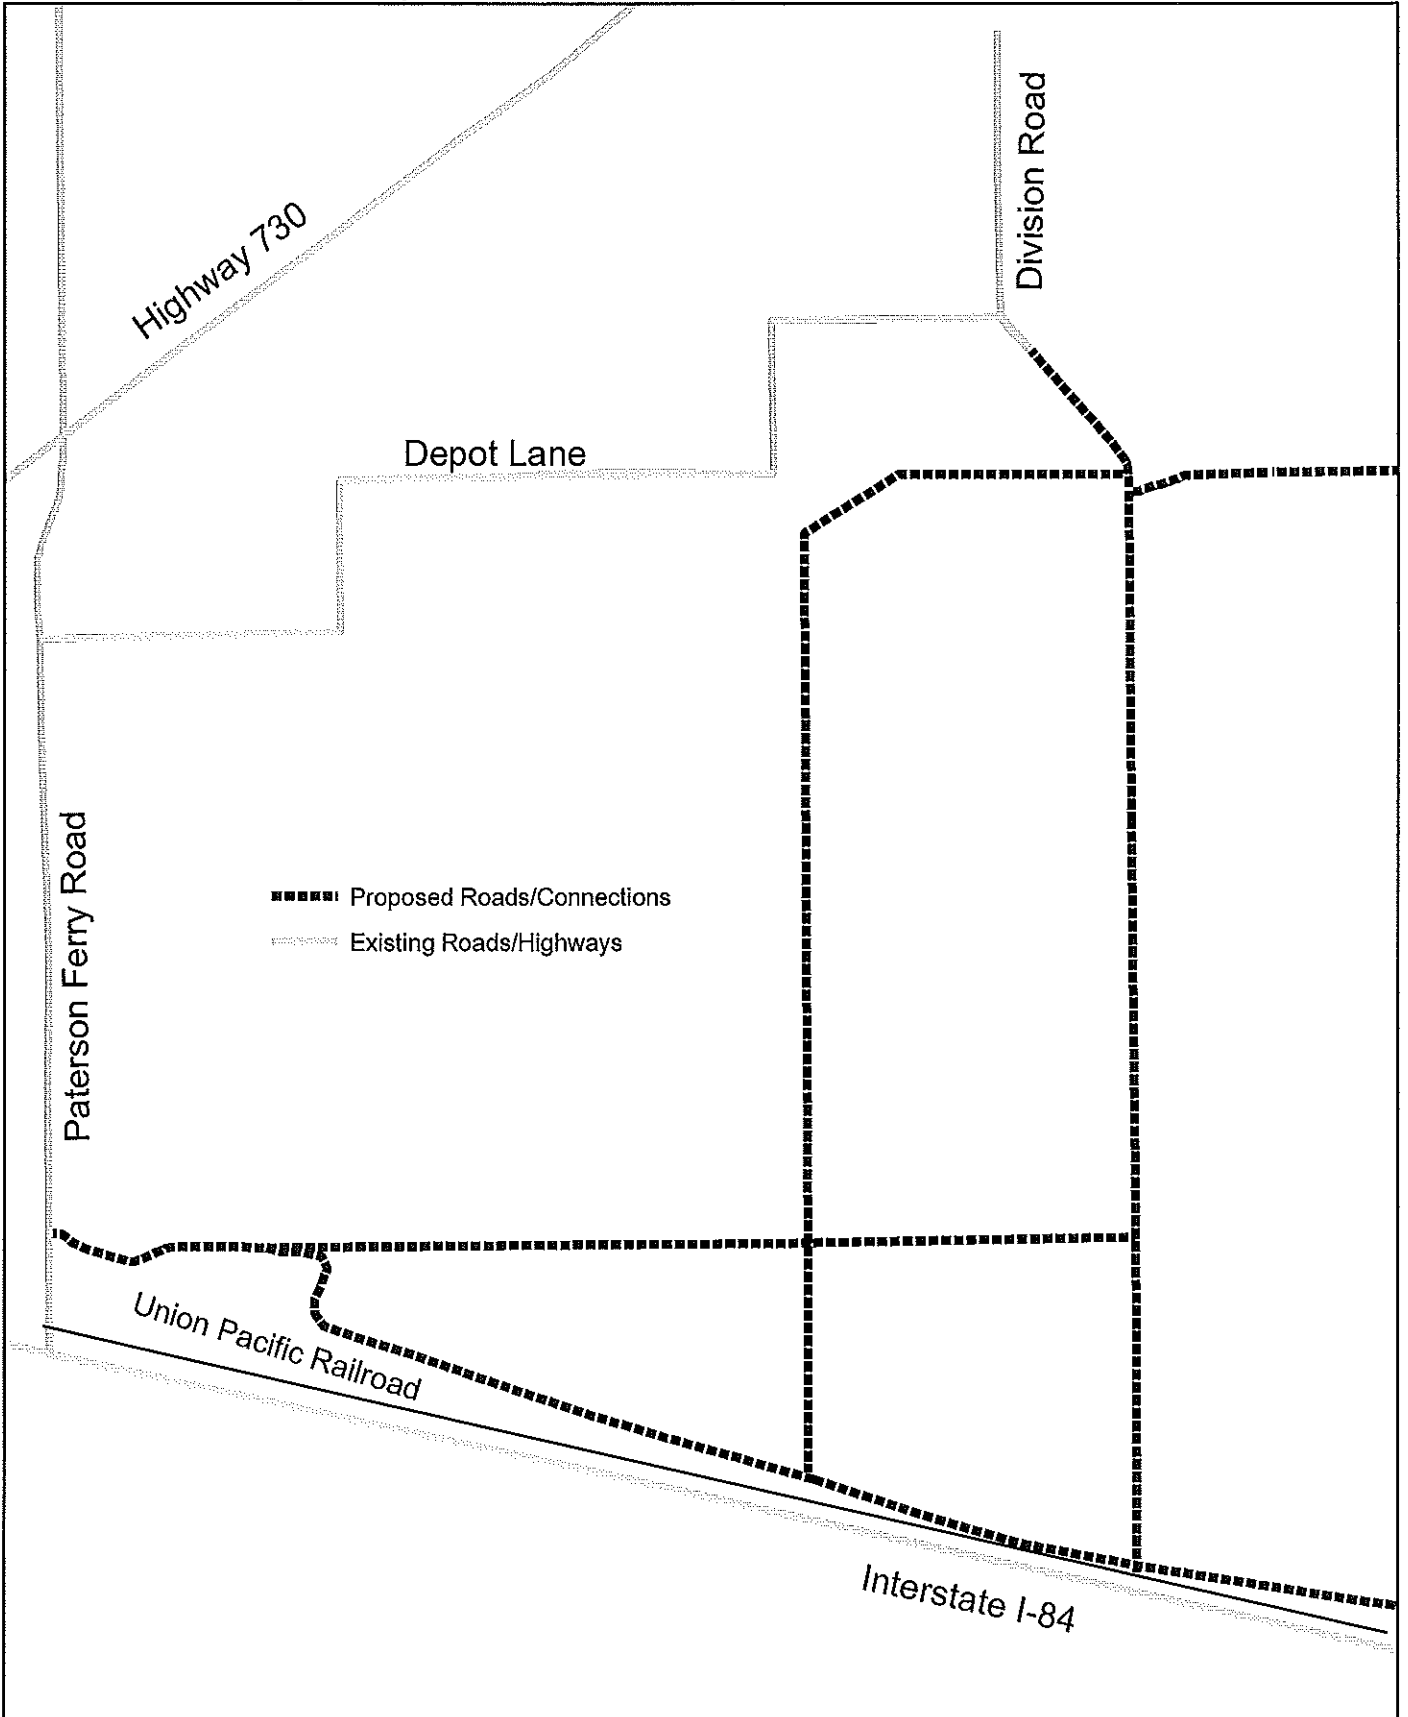 Division Road
Highway 730
Depot Lane
Paterson Ferry Road
Proposed Roads/Connections
Existing Roads/Highways
Union Pacific Railroad
Interstate I-84